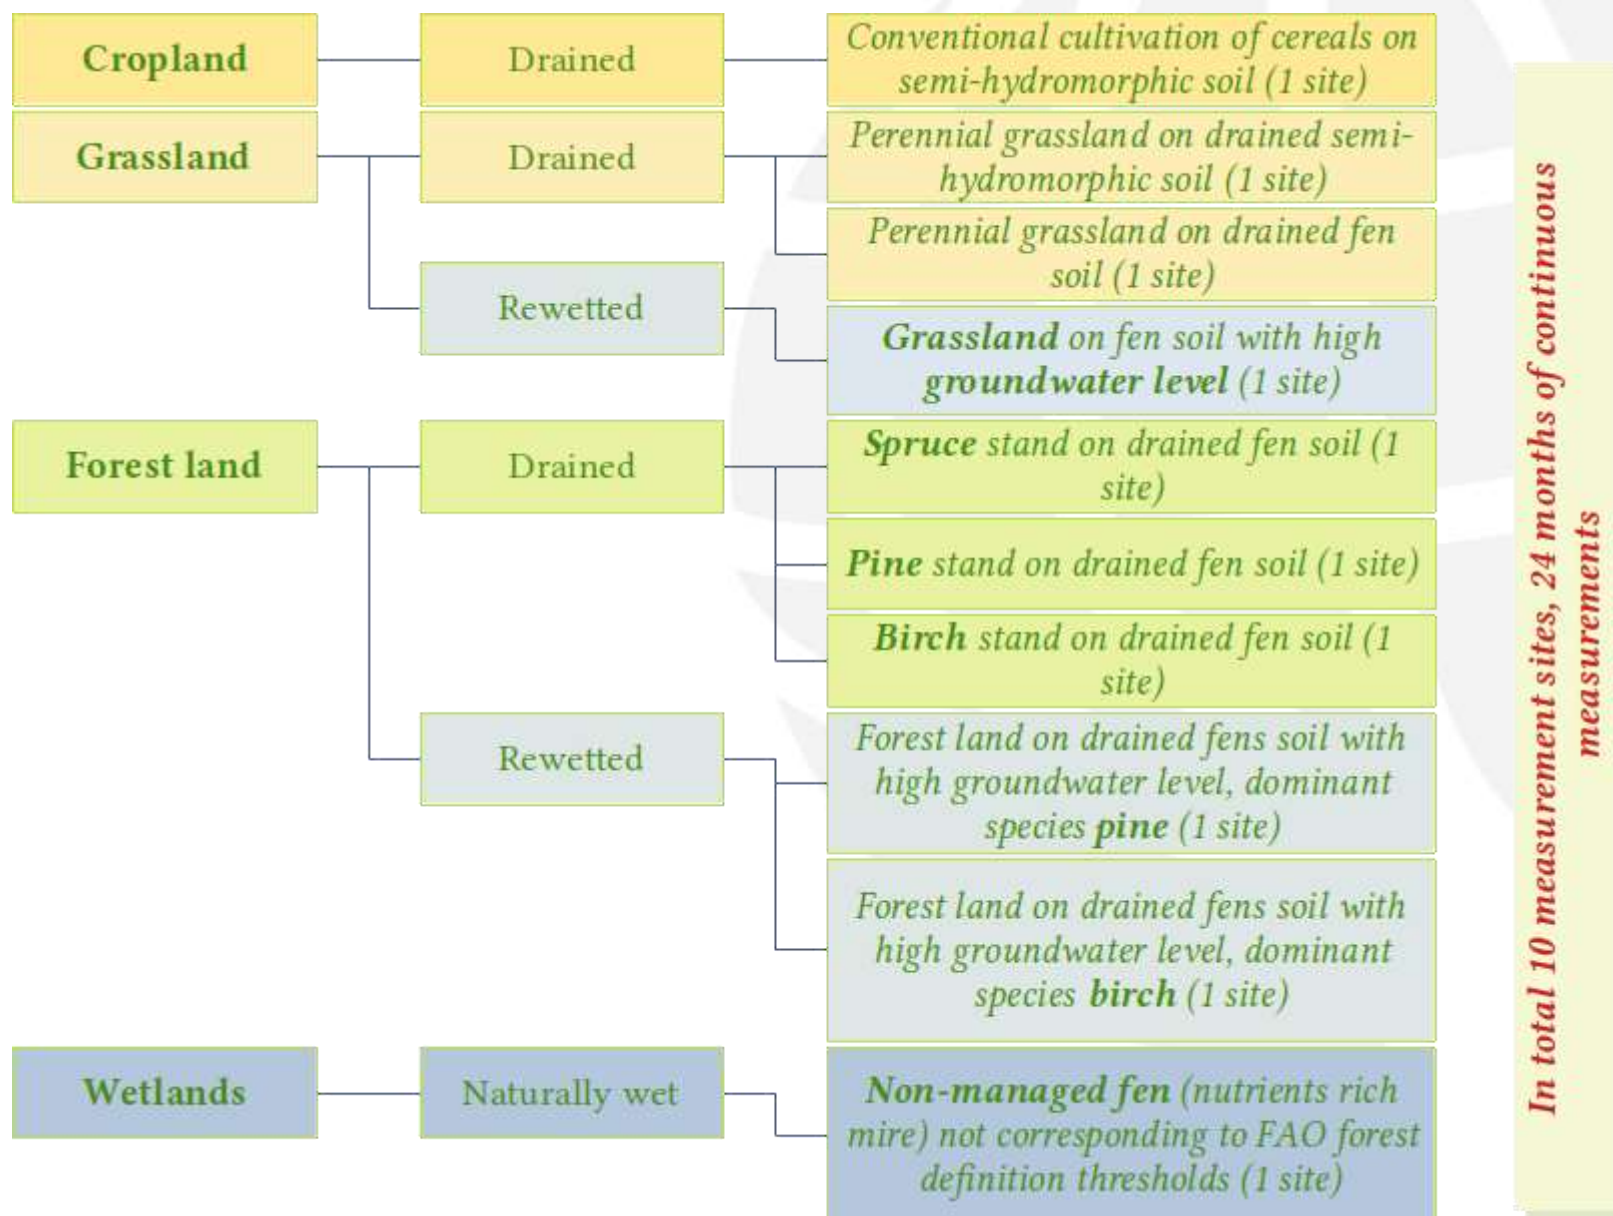 Cropland
Drained
Conventional cultivation of cereals on
semi-hydromorphic soil (1 site)
Grassland
Drained
Perennial grassland on drained semi-
hydromorphic soil (1 site)
Perennial grassland on drained fen
soil (1 site)
Rewetted
Grassland on fen soil with high
groundwater level (1 site)
Forest land
Drained
Spruce stand on drained fen soil (1
site)
Pine stand on drained fen soil (1 site)
Birch stand on drained fen soil (1
site)
Rewetted
Forest land on drained fens soil with
high groundwater level, dominant
species pine (1 site)
Forest land on drained fens soil with
high groundwater level, dominant
species birch (1 site)
Wetlands
Naturally wet
Non-managed fen (nutrients rich
mire) not corresponding to FAO forest
definition thresholds (1 site)
In total 10 measurement sites, 24 months of continuous
measurements